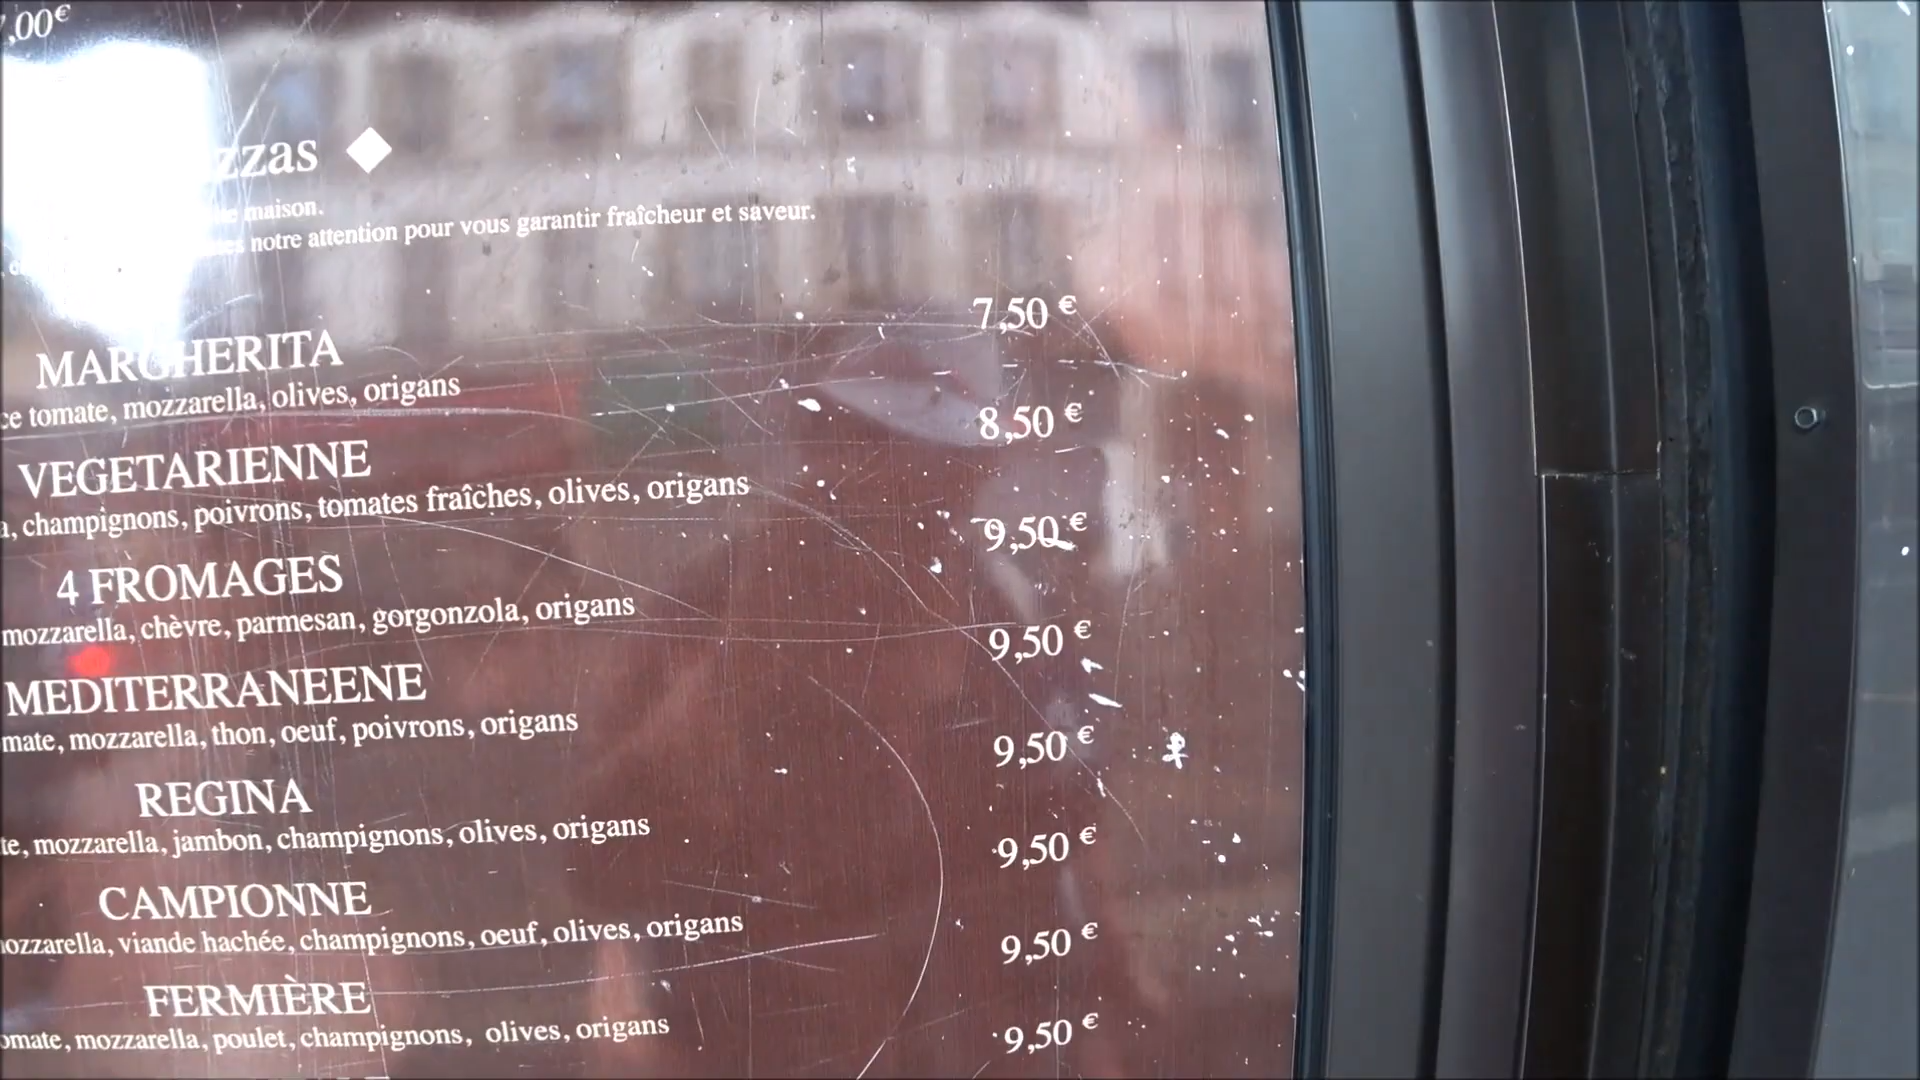 ,00€
zzas
maison.
notre attention pour vous garantir fraîcheur et saveur.
MARGHERITA 7,50 €
tomate, mozzarella, olives, origans
VEGETARIENNE 8,50 €
champignons, poivrons, tomates fraîches, olives, origans
4 FROMAGES 9,50 €
mozzarella, chèvre, parmesan, gorgonzola, origans
MEDITERRANEENE 9,50 €
mate, mozzarella, thon, oeuf, poivrons, origans
REGINA 9,50 €
te, mozzarella, jambon, champignons, olives, origans
CAMPIONNE 9,50 €
ozzarella, viande hachée, champignons, oeuf, olives, origans
FERMIÈRE 9,50 €
omate, mozzarella, poulet, champignons, olives, origans
9,50 €